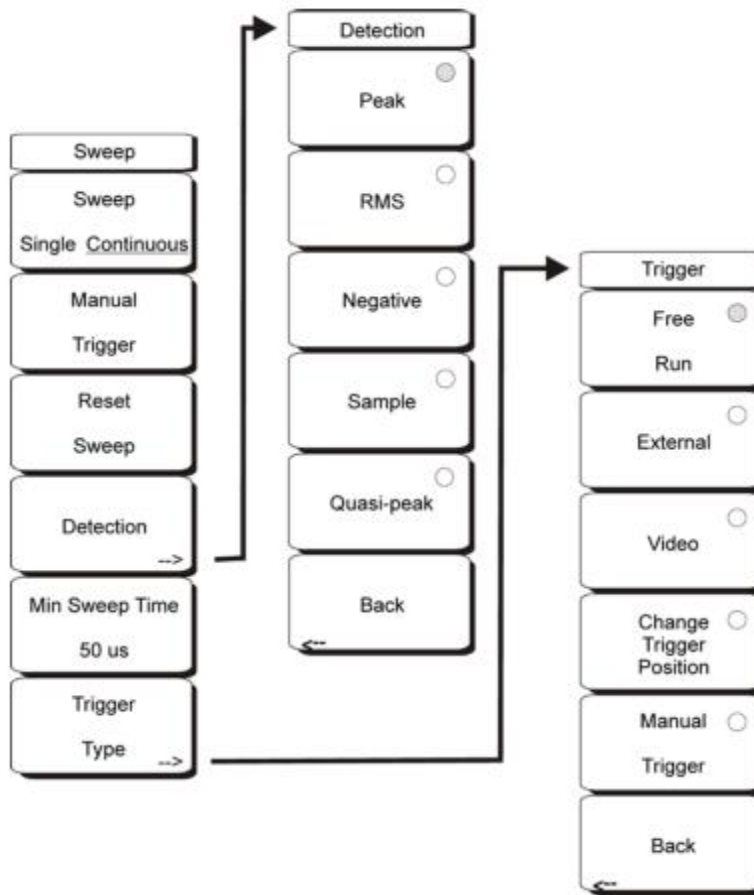 Sweep
Sweep
Single Continuous
Manual
Trigger
Reset
Sweep
Detection
-->
Min Sweep Time
50 us
Trigger
Type
-->
Detection
Peak
RMS
Negative
Sample
Quasi-peak
Back
<--
Trigger
Free
Run
External
Video
Change
Trigger
Position
Manual
Trigger
Back
<--